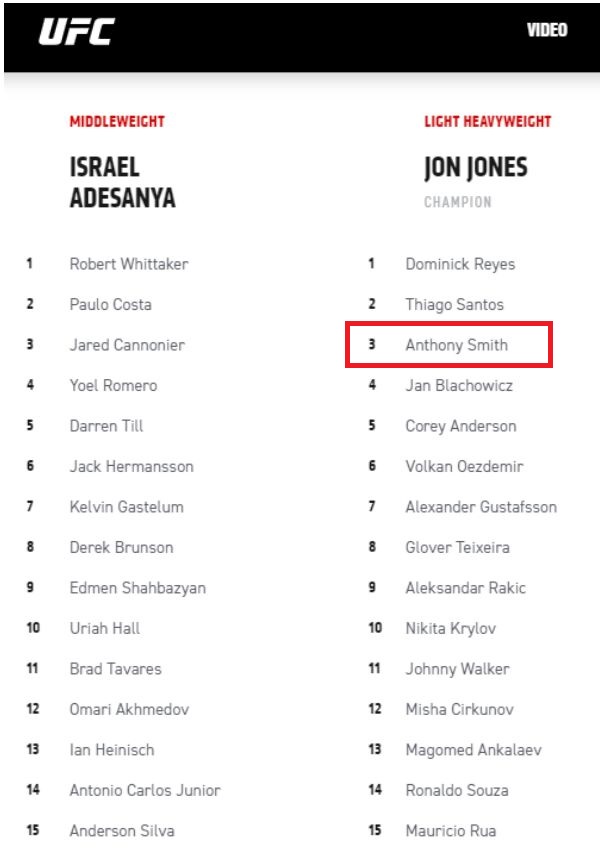 UFC
VIDEO
MIDDLEWEIGHT
ISRAEL
ADESANYA
1 Robert Whittaker
2 Paulo Costa
3 Jared Cannonier
4 Yoel Romero
5 Darren Till
6 Jack Hermansson
7 Kelvin Gastelum
8 Derek Brunson
9 Edmen Shahbazyan
10 Uriah Hall
11 Brad Tavares
12 Omari Akhmedov
13 Ian Heinisch
14 Antonio Carlos Junior
15 Anderson Silva
LIGHT HEAVYWEIGHT
JON JONES
CHAMPION
1 Dominick Reyes
2 Thiago Santos
3 Anthony Smith
4 Jan Blachowicz
5 Corey Anderson
6 Volkan Oezdemir
7 Alexander Gustafsson
8 Glover Teixeira
9 Aleksandar Rakic
10 Nikita Krylov
11 Johnny Walker
12 Misha Cirkunov
13 Magomed Ankalaev
14 Ronaldo Souza
15 Mauricio Rua